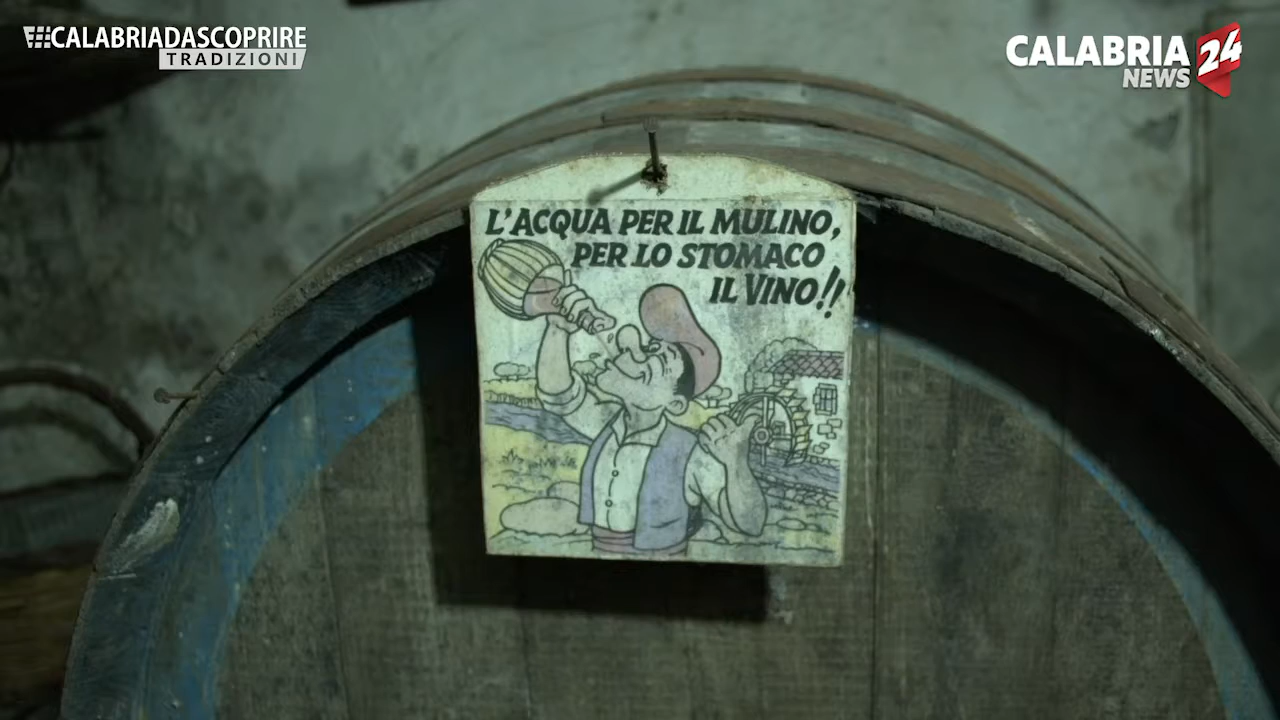 #CALABRIADASCOPRIRE
TRADIZIONI
CALABRIA 24
NEWS
L'ACQUA PER IL MULINO,
PER LO STOMACO
IL VINO!!